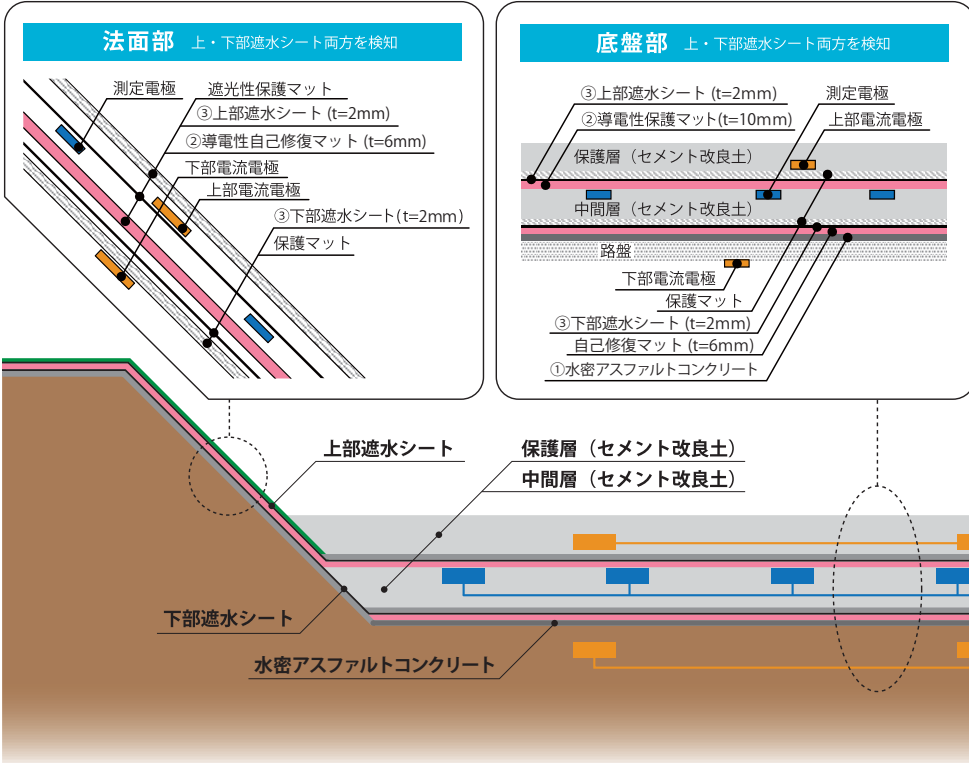 法面部 上・下部遮水シート両方を検知
測定電極
遮光性保護マット
③上部遮水シート (t=2mm)
②導電性自己修復マット (t=6mm)
下部電流電極
上部電流電極
③下部遮水シート(t=2mm)
保護マット
底盤部 上・下部遮水シート両方を検知
③上部遮水シート (t=2mm)
測定電極
②導電性保護マット(t=10mm)
上部電流電極
保護層（セメント改良土）
中間層（セメント改良土）
路盤
下部電流電極
保護マット
③下部遮水シート (t=2mm)
自己修復マット (t=6mm)
①水密アスファルトコンクリート
上部遮水シート
保護層（セメント改良土）
中間層（セメント改良土）
下部遮水シート
水密アスファルトコンクリート